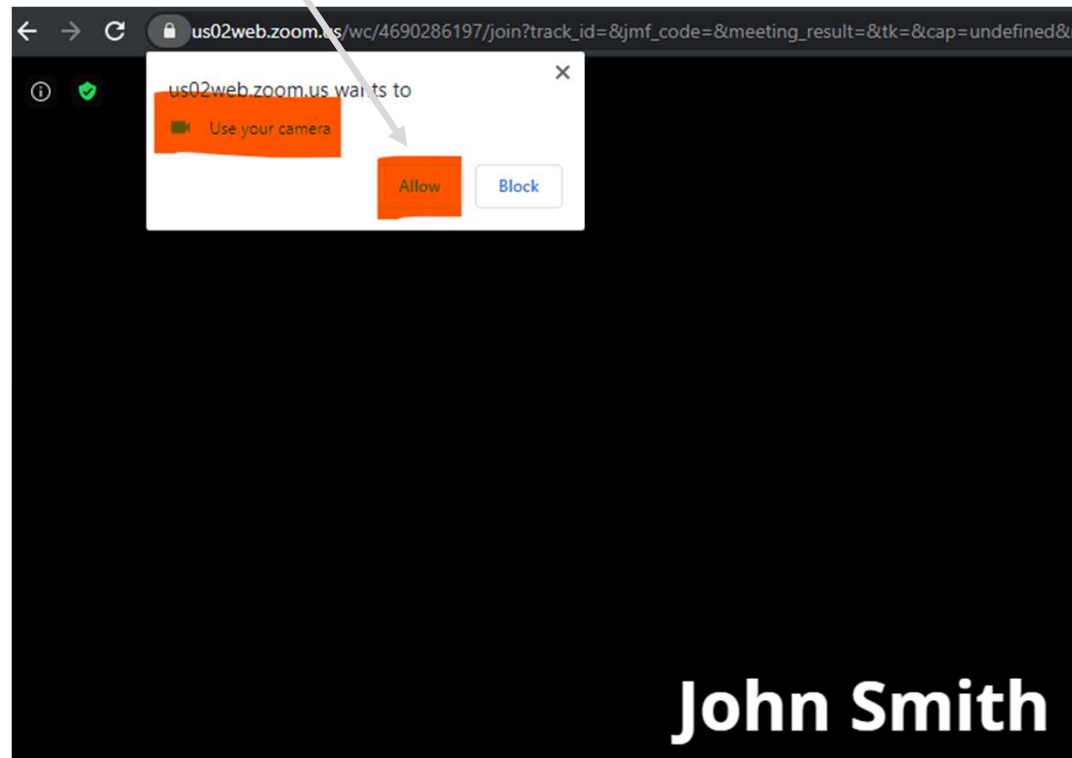 us02web.zoom.us/wc/4690286197/join?track_id=&jmf_code=&meeting_result=&tk=&cap=undefined&
us02web.zoom.us wants to
Use your camera
Allow
Block
John Smith